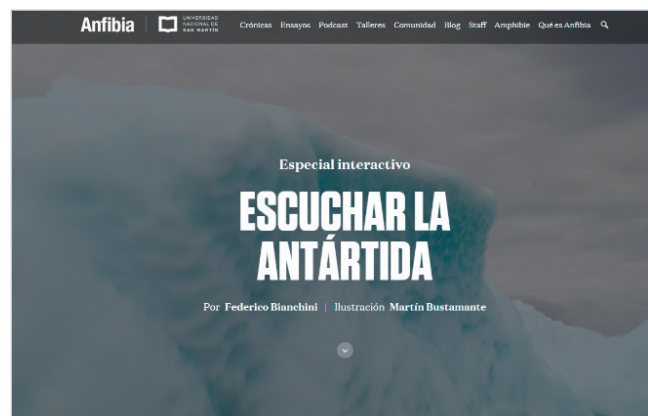 Anfibia
UNIVERSIDAD
NACIONAL DE
SAN MARTÍN
Crónicas Ensayos Podcast Talleres Comunidad Blog Staff Amphibie Qué es Anfibia
Especial interactivo
ESCUCHAR LA
ANTÁRTIDA
Por Federico Bianchini | Ilustración Martín Bustamante